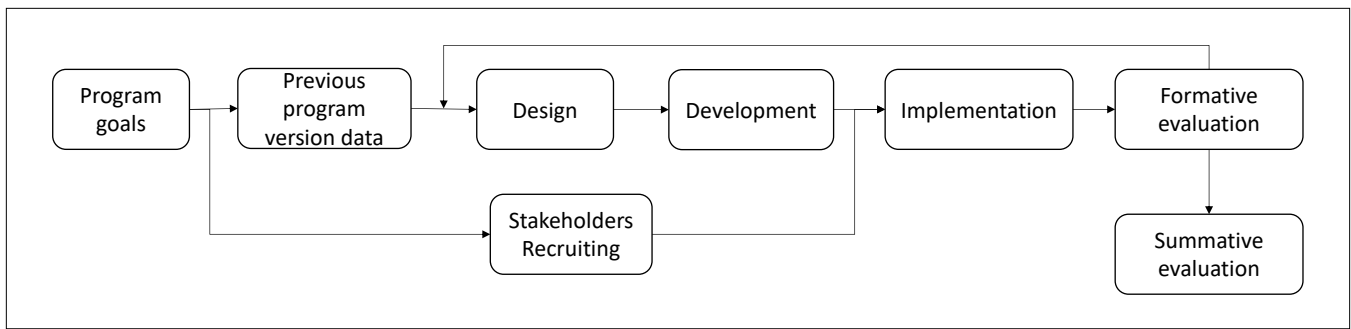 Program
goals
Previous
program
version data
Design
Development
Implementation
Formative
evaluation
Stakeholders
Recruiting
Summative
evaluation